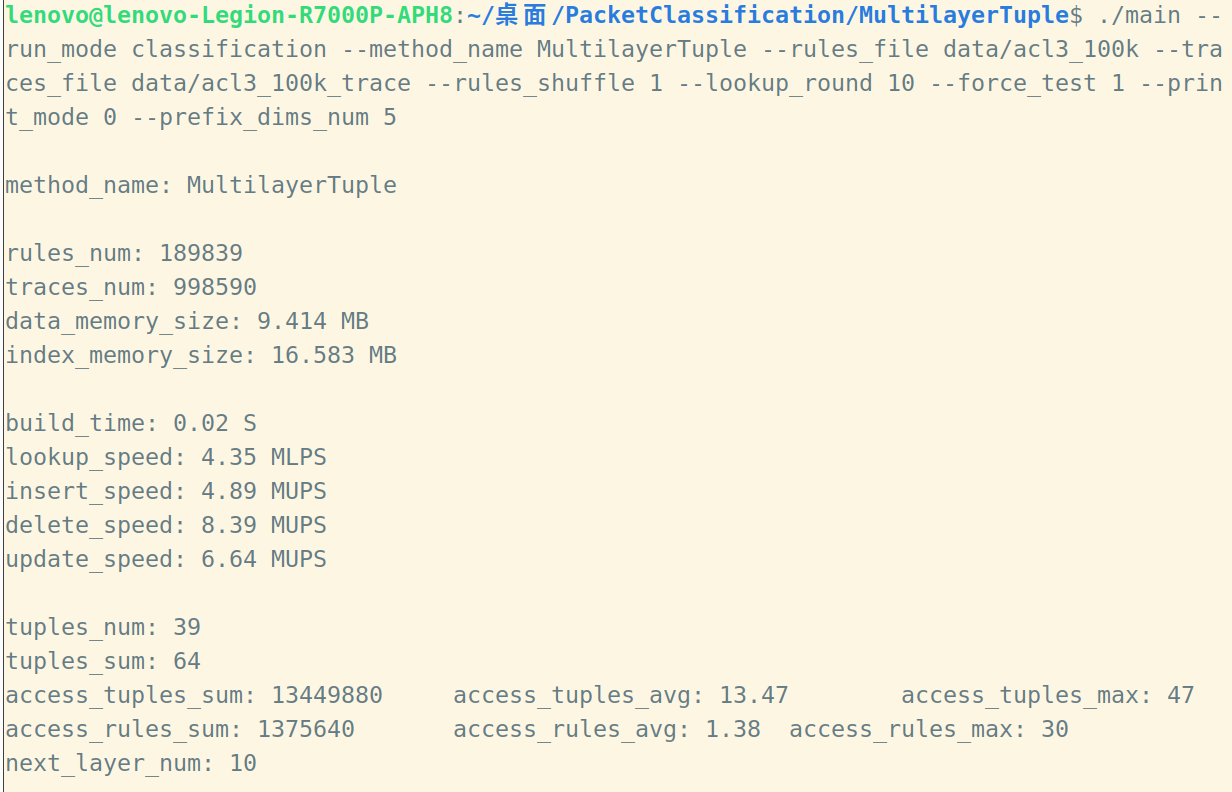 lenovo@lenovo-Legion-R7000P-APH8:~/桌面/PacketClassification/MultilayerTuple$ ./main --
run_mode classification --method_name MultilayerTuple --rules_file data/acl3_100k --tra
ces_file data/acl3_100k_trace --rules_shuffle 1 --lookup_round 10 --force_test 1 --prin
t_mode 0 --prefix_dims_num 5
method_name: MultilayerTuple
rules_num: 189839
traces_num: 998590
data_memory_size: 9.414 MB
index_memory_size: 16.583 MB
build_time: 0.02 S
lookup_speed: 4.35 MLPS
insert_speed: 4.89 MUPS
delete_speed: 8.39 MUPS
update_speed: 6.64 MUPS
tuples_num: 39
tuples_sum: 64
access_tuples_sum: 13449880 access_tuples_avg: 13.47 access_tuples_max: 47
access_rules_sum: 1375640 access_rules_avg: 1.38 access_rules_max: 30
next_layer_num: 10